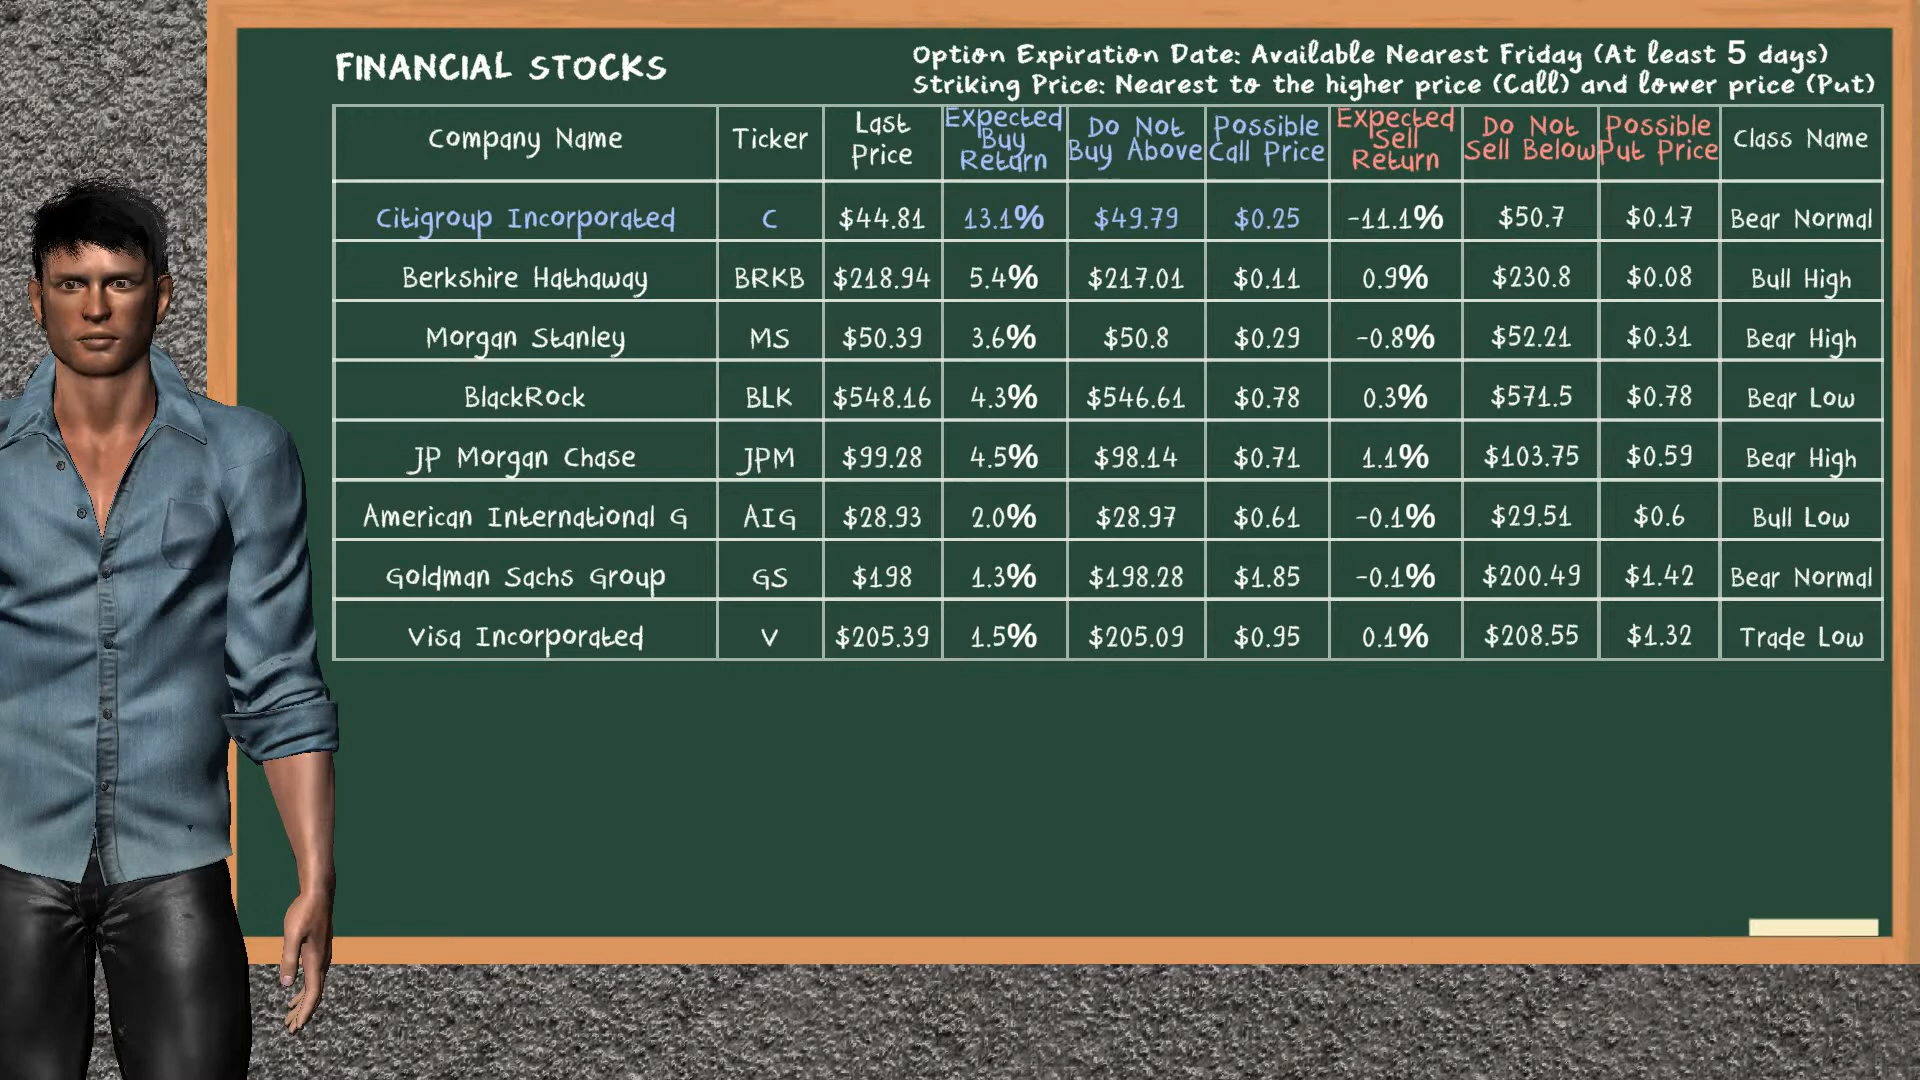 FINANCIAL STOCKS
Option Expiration Date: Available Nearest Friday (At least 5 days)
Striking Price: Nearest to the higher price (Call) and lower price (Put)
Company Name Ticker Last Price Expected Buy Return Do Not Buy Above Possible Call Price Expected Sell Return Do Not Sell Below Possible Put Price Class Name
Citigroup Incorporated C $44.81 13.1% $49.79 $0.25 -11.1% $50.7 $0.17 Bear Normal
Berkshire Hathaway BRKB $218.94 5.4% $217.01 $0.11 0.9% $230.8 $0.08 Bull High
Morgan Stanley MS $50.39 3.6% $50.8 $0.29 -0.8% $52.21 $0.31 Bear High
BlackRock BLK $548.16 4.3% $546.61 $0.78 0.3% $571.5 $0.78 Bear Low
JP Morgan Chase JPM $99.28 4.5% $98.14 $0.71 1.1% $103.75 $0.59 Bear High
American International G AIG $28.93 2.0% $28.97 $0.61 -0.1% $29.51 $0.6 Bull Low
Goldman Sachs Group GS $198 1.3% $198.28 $1.85 -0.1% $200.49 $1.42 Bear Normal
Visa Incorporated V $205.39 1.5% $205.09 $0.95 0.1% $208.55 $1.32 Trade Low